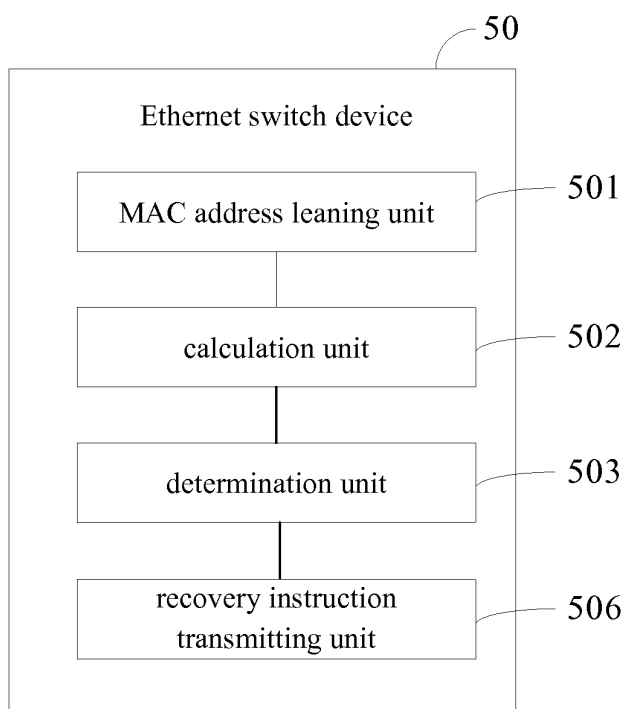 50
Ethernet switch device
MAC address leaning unit
501
calculation unit
502
determination unit
503
recovery instruction
transmitting unit
506